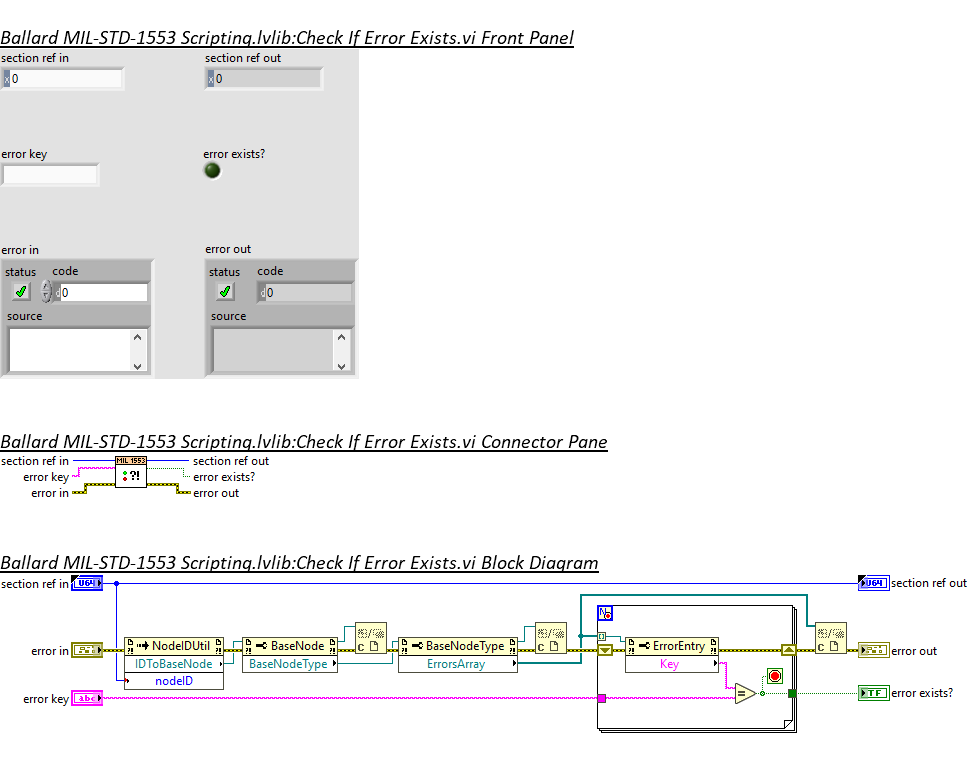 Ballard MIL-STD-1553 Scripting.lvlib:Check If Error Exists.vi Front Panel
section ref in
section ref out
x 0
x 0
error key
error exists?
error in
error out
status code
status code
d 0
d 0
source
source
Ballard MIL-STD-1553 Scripting.lvlib:Check If Error Exists.vi Connector Pane
section ref in
MIL 1553
section ref out
error key
?!
error exists?
error in
error out
Ballard MIL-STD-1553 Scripting.lvlib:Check If Error Exists.vi Block Diagram
section ref in
U64
U64
section ref out
N
error in
NodeIDUtil
BaseNode
C
BaseNodeType
C
ErrorEntry
C
error out
IDToBaseNode
BaseNodeType
ErrorsArray
Key
nodeID
error key
abc
=
TF
error exists?